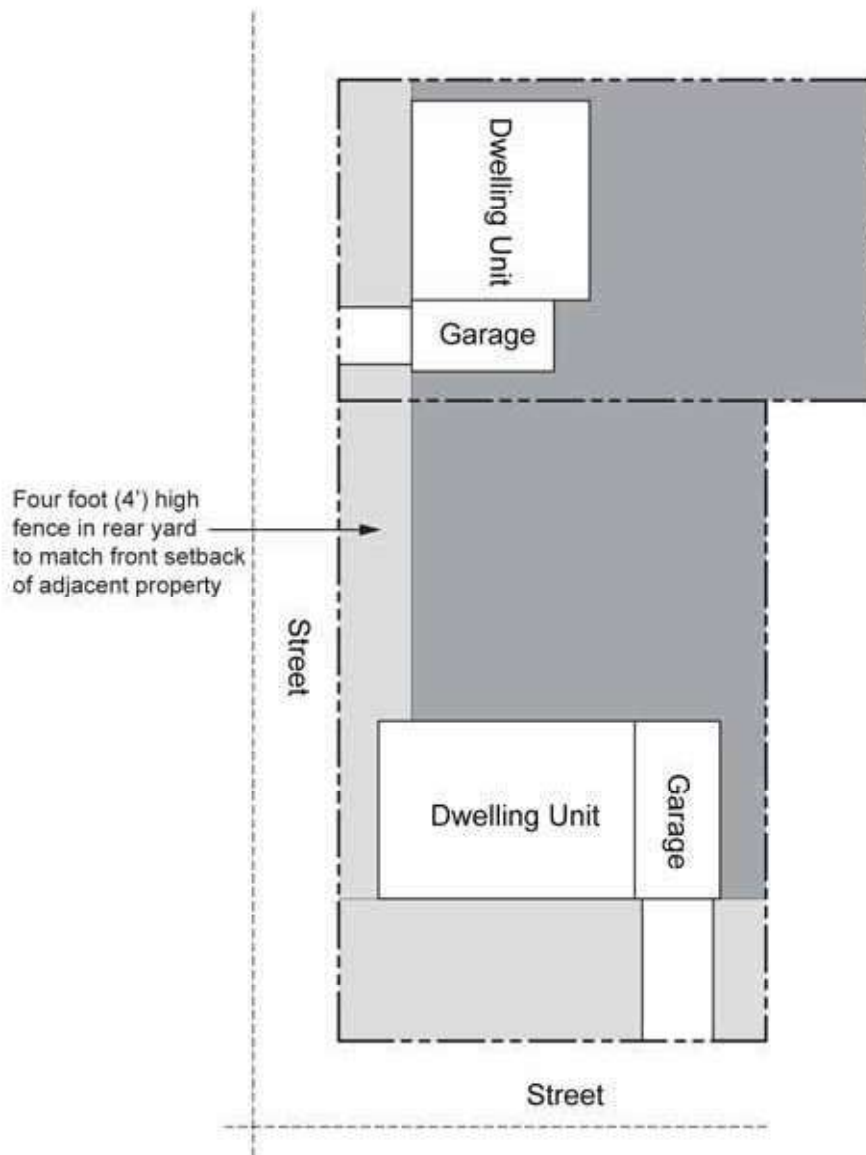 Dwelling Unit
Garage
Four foot (4') high
fence in rear yard
to match front setback
of adjacent property
Street
Dwelling Unit
Garage
Street